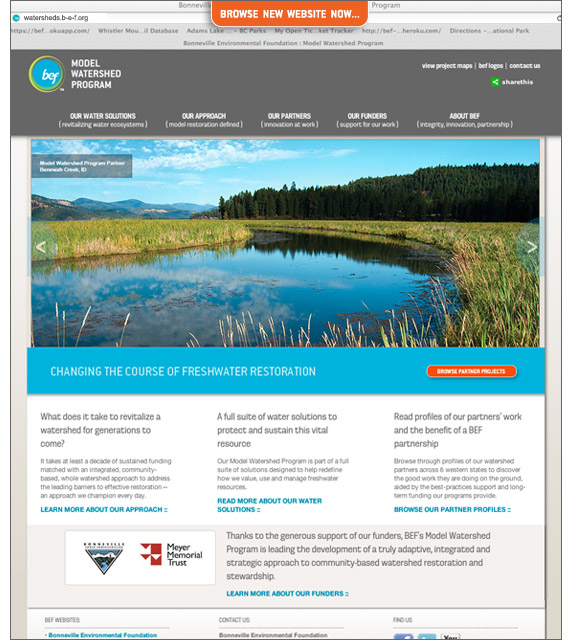 Bonneville
Program
BROWSE NEW WEBSITE NOW...
watersheds.b-e-f.org
https://bef...okuapp.com/ Whistler Mou...il Database Adams Lake ... - BC Parks My Open Tic...ket Tracker http://bef-...heroku.com/ Directions -...ational Park
Bonneville Environmental Foundation : Model Watershed Program
bef
TM
MODEL
WATERSHED
PROGRAM
view project maps | bef logos | contact us
sharethis
OUR WATER SOLUTIONS
{ revitalizing water ecosystems }
OUR APPROACH
{ model restoration defined }
OUR PARTNERS
{ innovation at work }
OUR FUNDERS
{ support for our work }
ABOUT BEF
{ integrity, innovation, partnership }
Model Watershed Program Partner
Benewah Creek, ID
< >
CHANGING THE COURSE OF FRESHWATER RESTORATION
BROWSE PARTNER PROJECTS
What does it take to revitalize a
watershed for generations to
come?
It takes at least a decade of sustained funding
matched with an integrated, community-
based, whole watershed approach to address
the leading barriers to effective restoration --
an approach we champion every day.
LEARN MORE ABOUT OUR APPROACH ::
A full suite of water solutions to
protect and sustain this vital
resource
Our Model Watershed Program is part of a full
suite of solutions designed to help redefine
how we value, use and manage freshwater
resources.
READ MORE ABOUT OUR WATER
SOLUTIONS ::
Read profiles of our partners' work
and the benefit of a BEF
partnership
Browse through profiles of our watershed
partners across 6 western states to discover
the good work they are doing on the ground,
aided by the best-practices support and long-
term funding our programs provide.
BROWSE OUR PARTNER PROFILES ::
BONNEVILLE
Meyer
Memorial
Trust
Thanks to the generous support of our funders, BEF's Model Watershed
Program is leading the development of a truly adaptive, integrated and
strategic approach to community-based watershed restoration and
stewardship.
LEARN MORE ABOUT OUR FUNDERS ::
BEF WEBSITES:
• Bonneville Environmental Foundation
CONTACT US:
Bonneville Environmental Foundation
FIND US
You